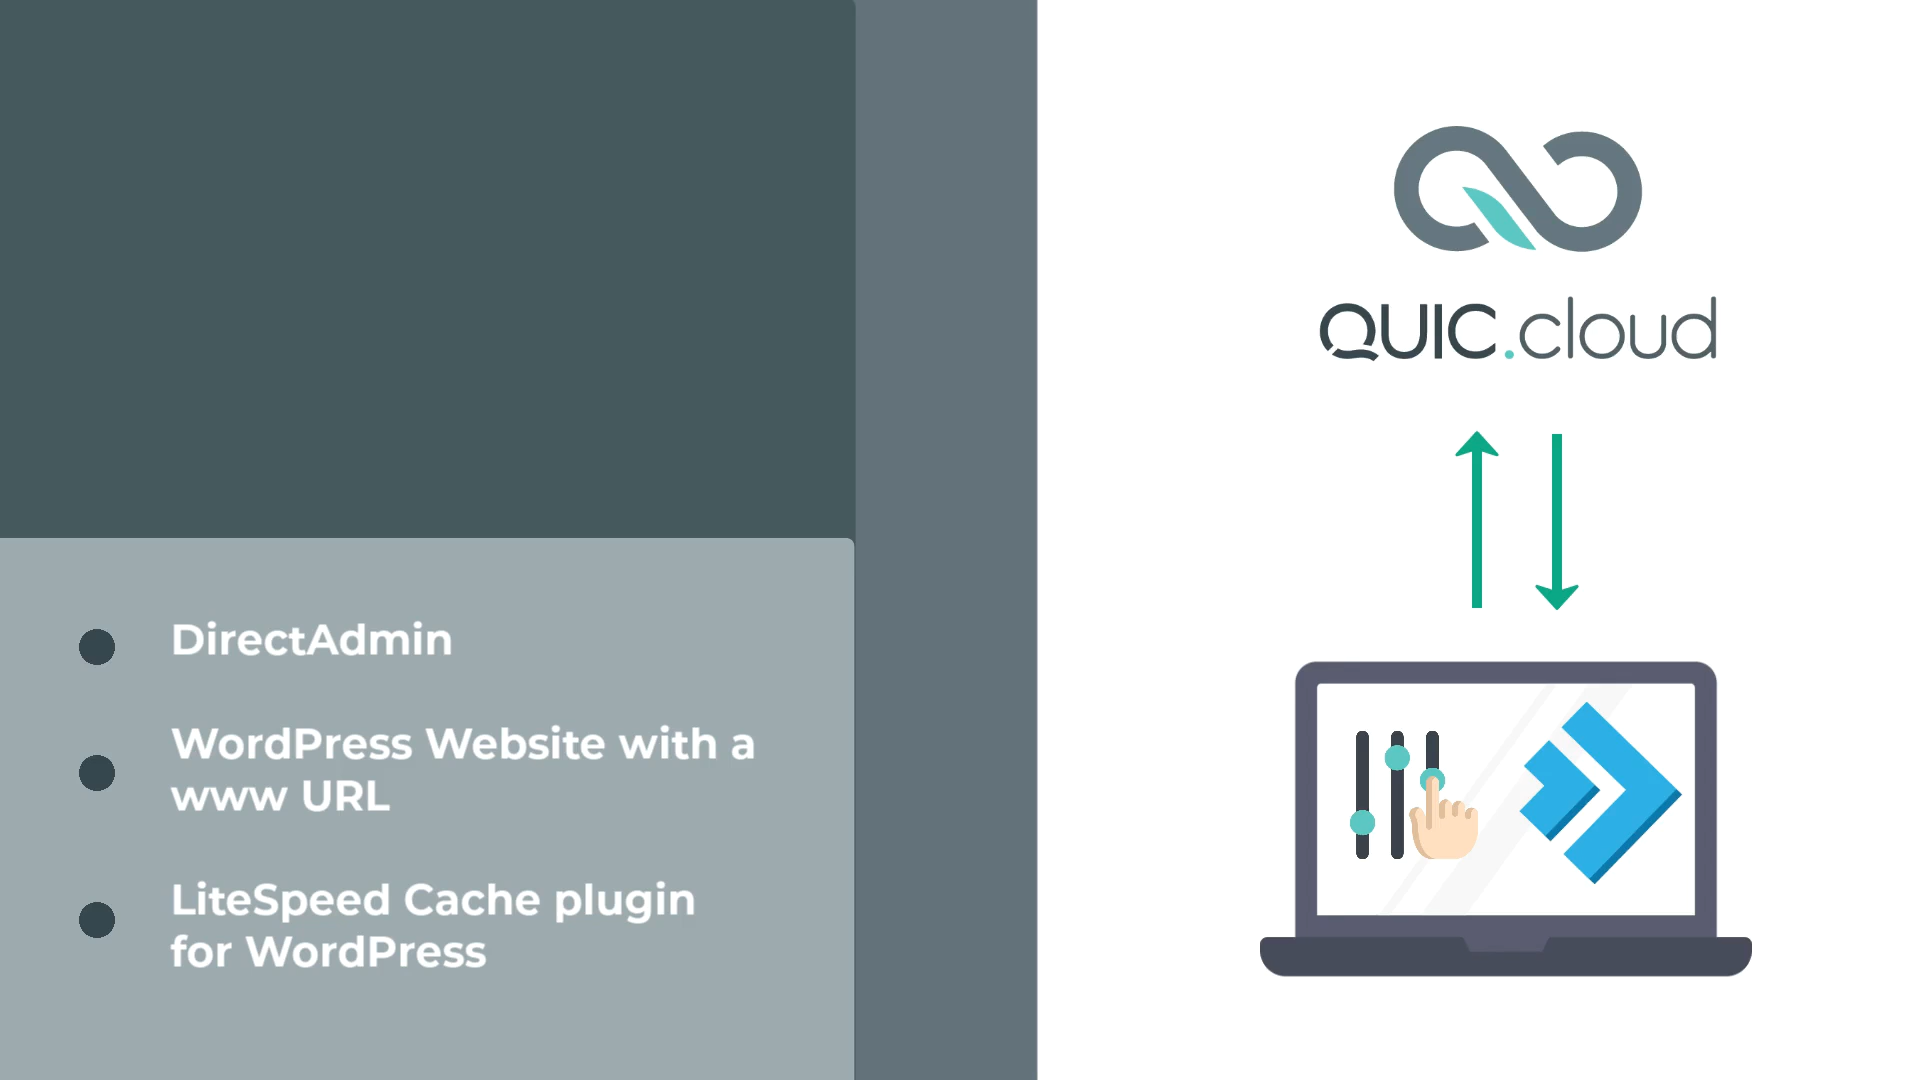 QUIC.cloud
DirectAdmin
WordPress Website with a
www URL
LiteSpeed Cache plugin
for WordPress